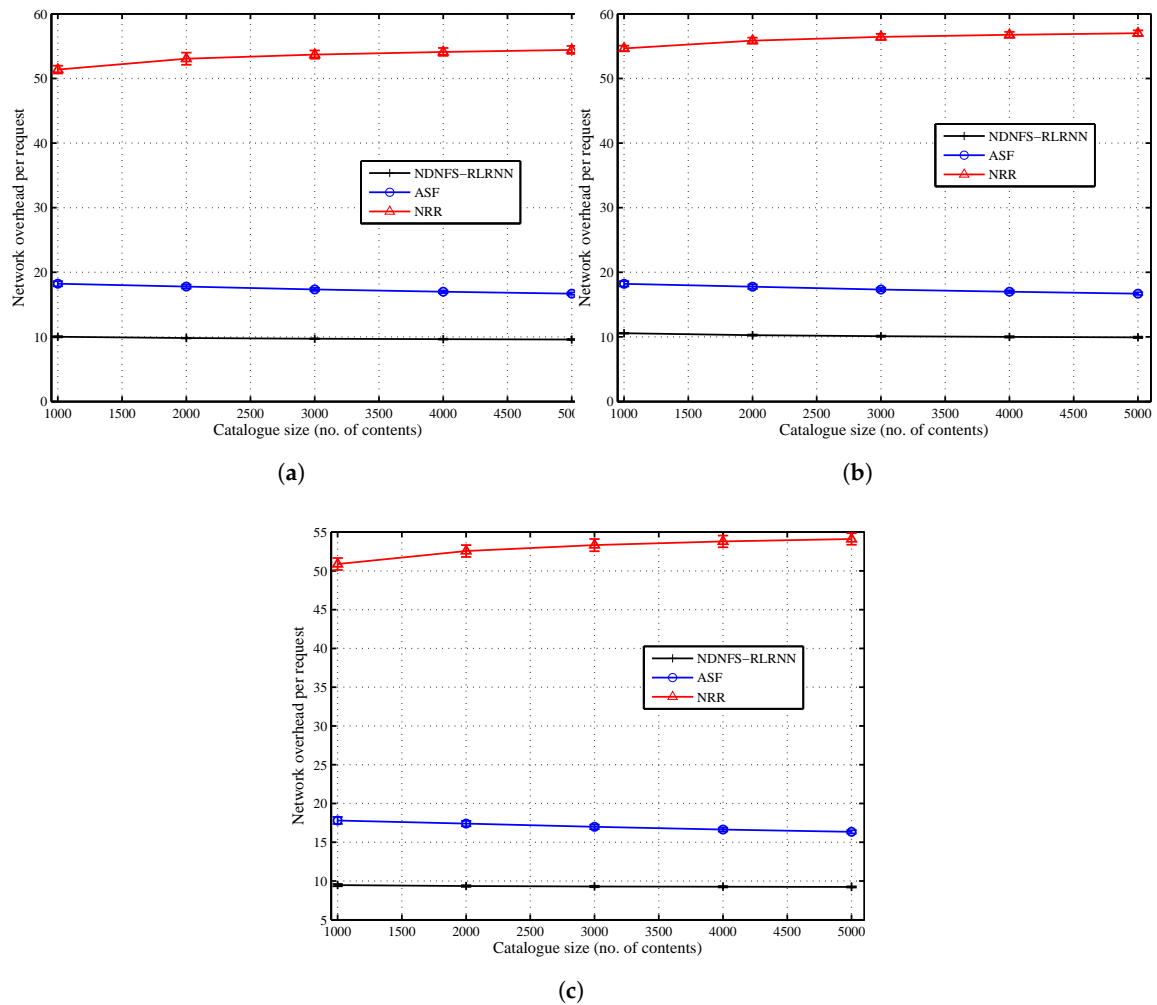 60
50
40
30
20
10
0
Network overhead per request
NDNFS-RLRNN
ASF
NRR
1000 1500 2000 2500 3000 3500 4000 4500 500
Catalogue size (no. of contents)
(a)
60
50
40
30
20
10
0
Network overhead per request
NDNFS-RLRNN
ASF
NRR
1000 1500 2000 2500 3000 3500 4000 4500 5000
Catalogue size (no. of contents)
(b)
55
50
45
40
35
30
25
20
15
10
5
Network overhead per request
NDNFS-RLRNN
ASF
NRR
1000 1500 2000 2500 3000 3500 4000 4500 5000
Catalogue size (no. of contents)
(c)